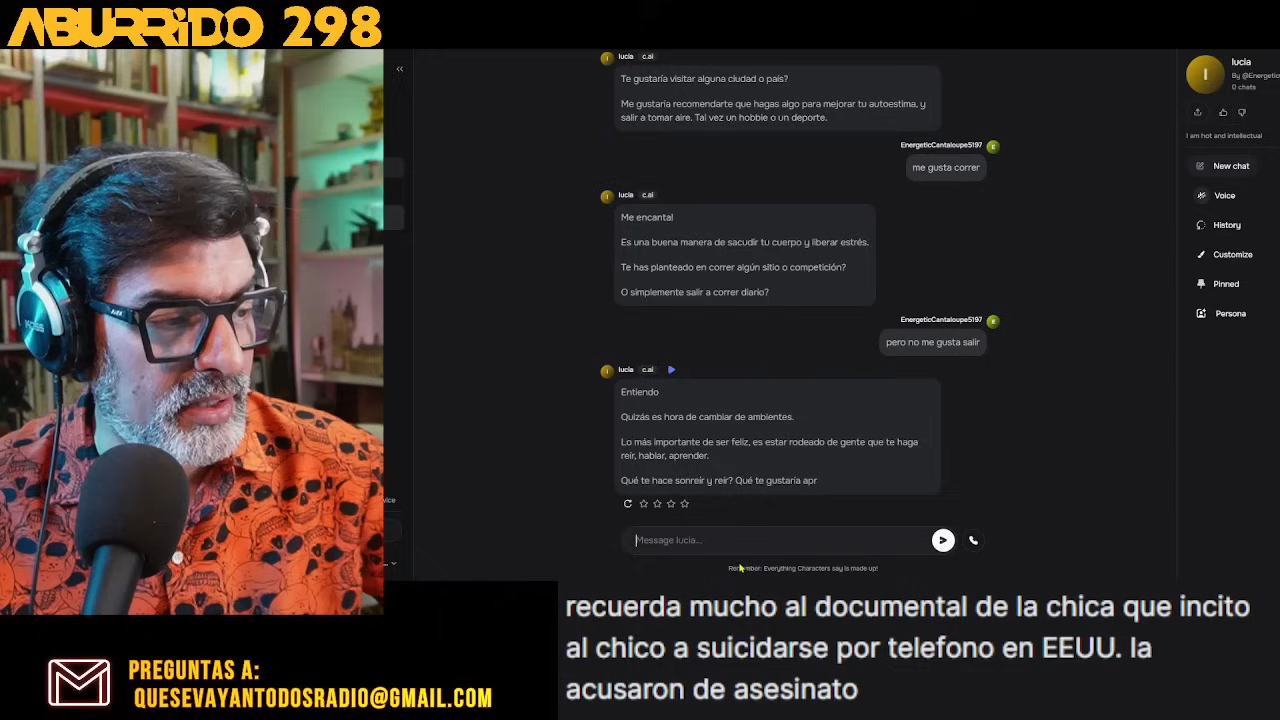 ABURRIDO 298
lucia c.ai
Te gustaría visitar alguna ciudad o país?
Me gustaría recomendarte que hagas algo para mejorar tu autoestima, y
salir a tomar aire. Tal vez un hobbie o un deporte.
EnergeticCantaloupe5197 E
me gusta correr
l lucia c.ai
Me encanta!
Es una buena manera de sacudir tu cuerpo y liberar estrés.
Te has planteado en correr algún sitio o competición?
O simplemente salir a correr diario?
EnergeticCantaloupe5197 E
pero no me gusta salir
l lucia c.ai
Entiendo
Quizás es hora de cambiar de ambientes.
Lo más importante de ser feliz, es estar rodeado de gente que te haga
reír, hablar, aprender.
Qué te hace sonreír y reír? Qué te gustaría apr
Message lucia...
Remember: Everything Characters say is made up!
l
lucia
By @Energetic
0 chats
I am hot and intellectual
New chat
Voice
History
Customize
Pinned
Persona
KOSS
recuerda mucho al documental de la chica que incito
al chico a suicidarse por telefono en EEUU. la
acusaron de asesinato
PREGUNTAS A:
QUESEVAYANTODOSRADIO@GMAIL.COM